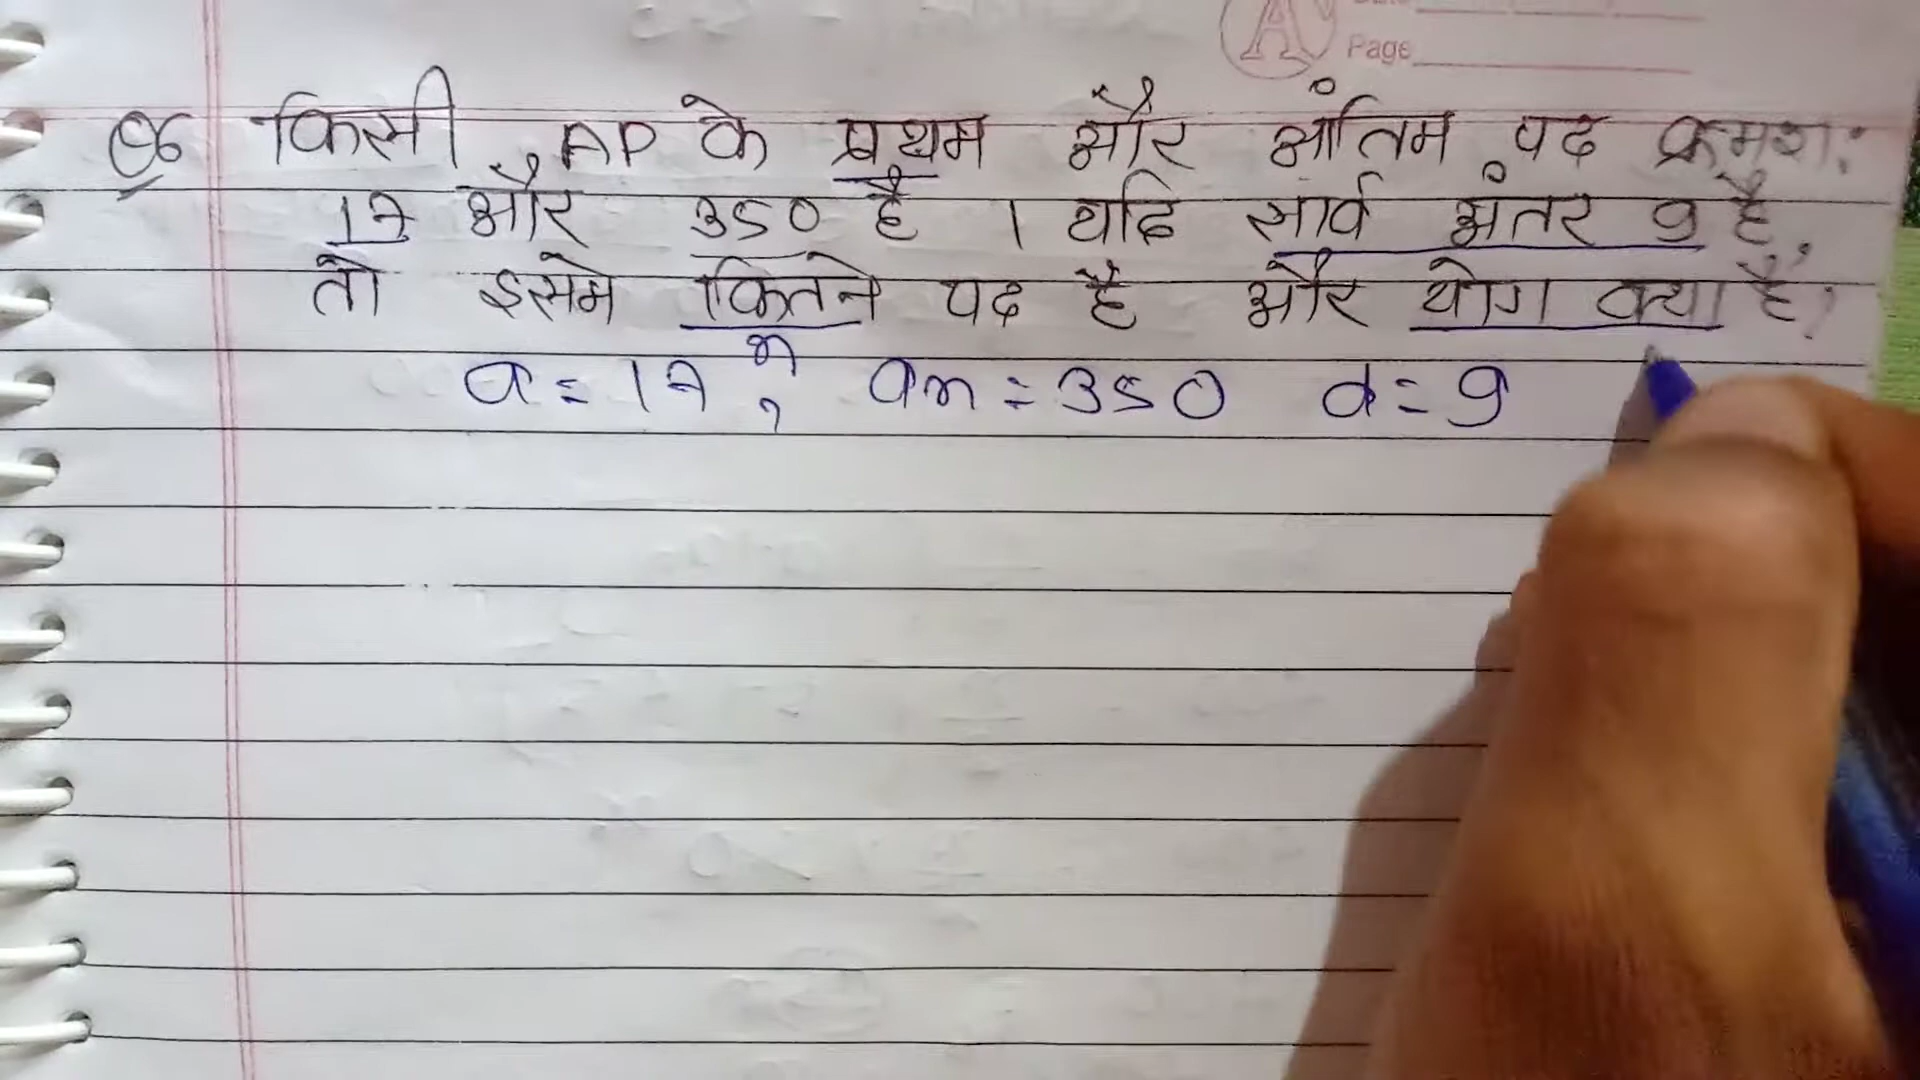 A
Page
Q6 किसी AP के प्रथम और अंतिम पद क्रमश:
17 और 350 है । यदि सार्व अंतर 9 है,
तो इसमे कितने पद है और योग क्या है?
n
a = 17, an = 350 d = 9